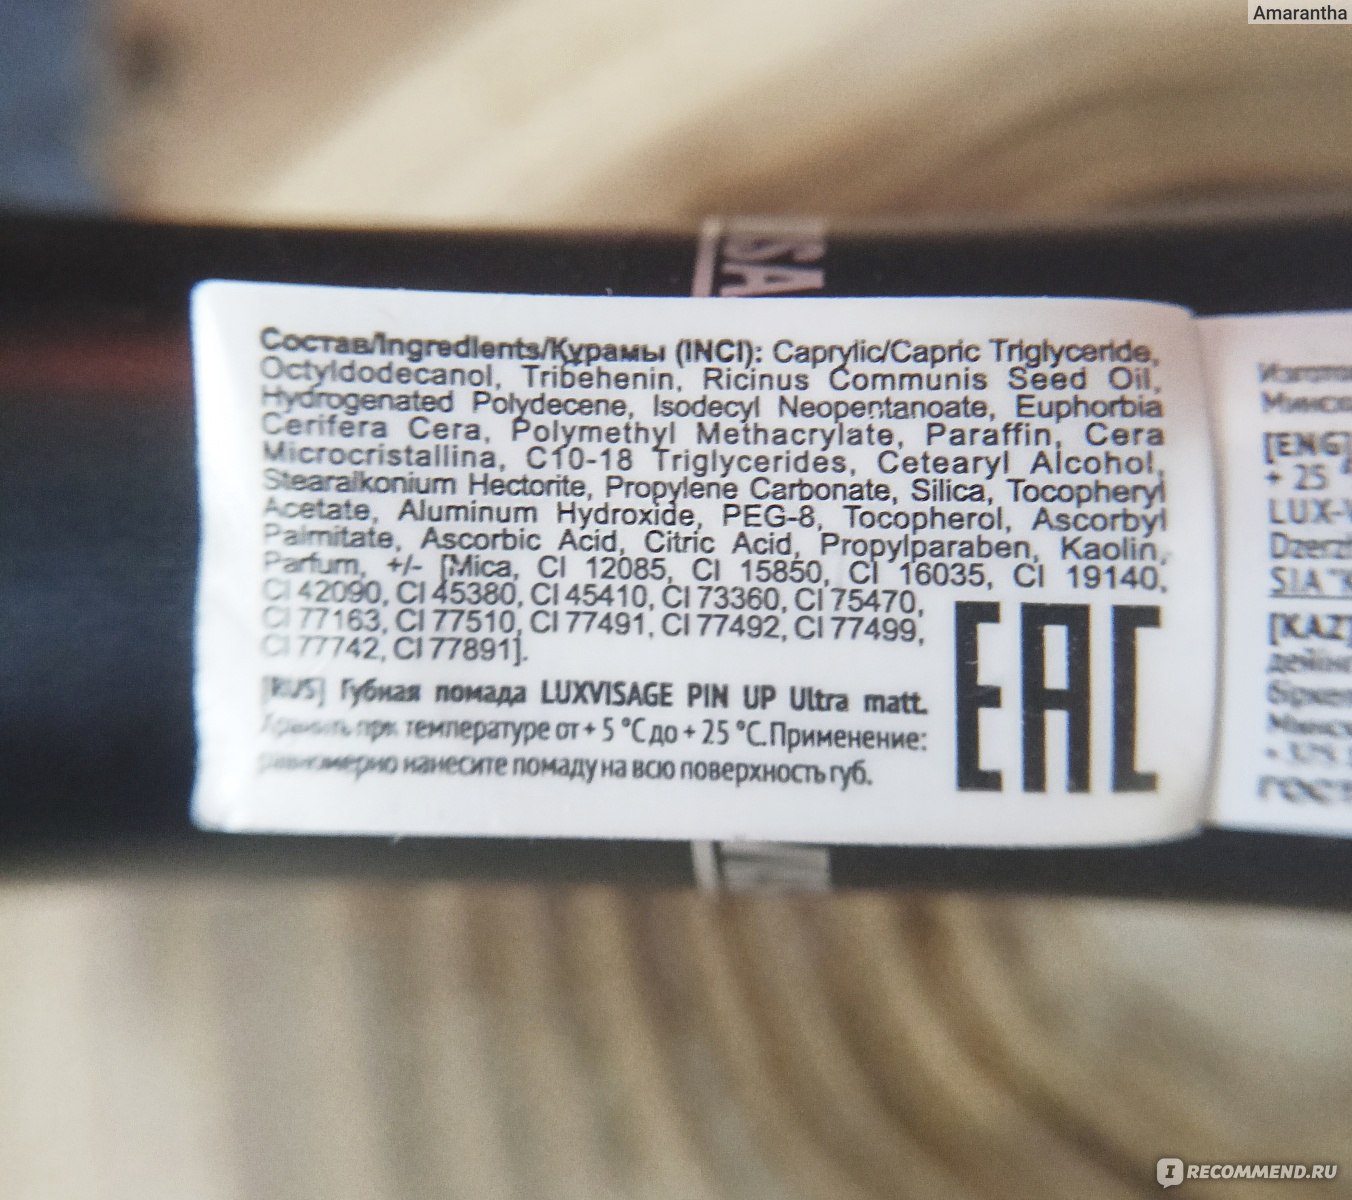 Amarantha
Состав/Ingredients/Құрамы (INCI): Caprylic/Capric Triglyceride,
Octyldodecanol, Tribehenin, Ricinus Communis Seed Oil,
Hydrogenated Polydecene, Isodecyl Neopentanoate, Euphorbia
Cerifera Cera, Polymethyl Methacrylate, Paraffin, Cera
Microcristallina, C10-18 Triglycerides, Cetearyl Alcohol,
Stearalkonium Hectorite, Propylene Carbonate, Silica, Tocopheryl
Acetate, Aluminum Hydroxide, PEG-8, Tocopherol, Ascorbyl
Palmitate, Ascorbic Acid, Citric Acid, Propylparaben, Kaolin,
Parfum, +/- [Mica, CI 12085, CI 15850, CI 16035, CI 19140,
CI 42090, CI 45380, CI 45410, CI 73360, CI 75470,
CI 77163, CI 77510, CI 77491, CI 77492, CI 77499,
CI 77742, CI 77891].
[RUS] Губная помада LUXVISAGE PIN UP Ultra matt.
Хранить при температуре от + 5 °C до + 25 °C. Применение:
равномерно нанесите помаду на всю поверхность губ.
EAC
[ENG]
+ 25
LUX-V
Dzerzh
SIA
[KAZ]
IRECOMMEND.RU